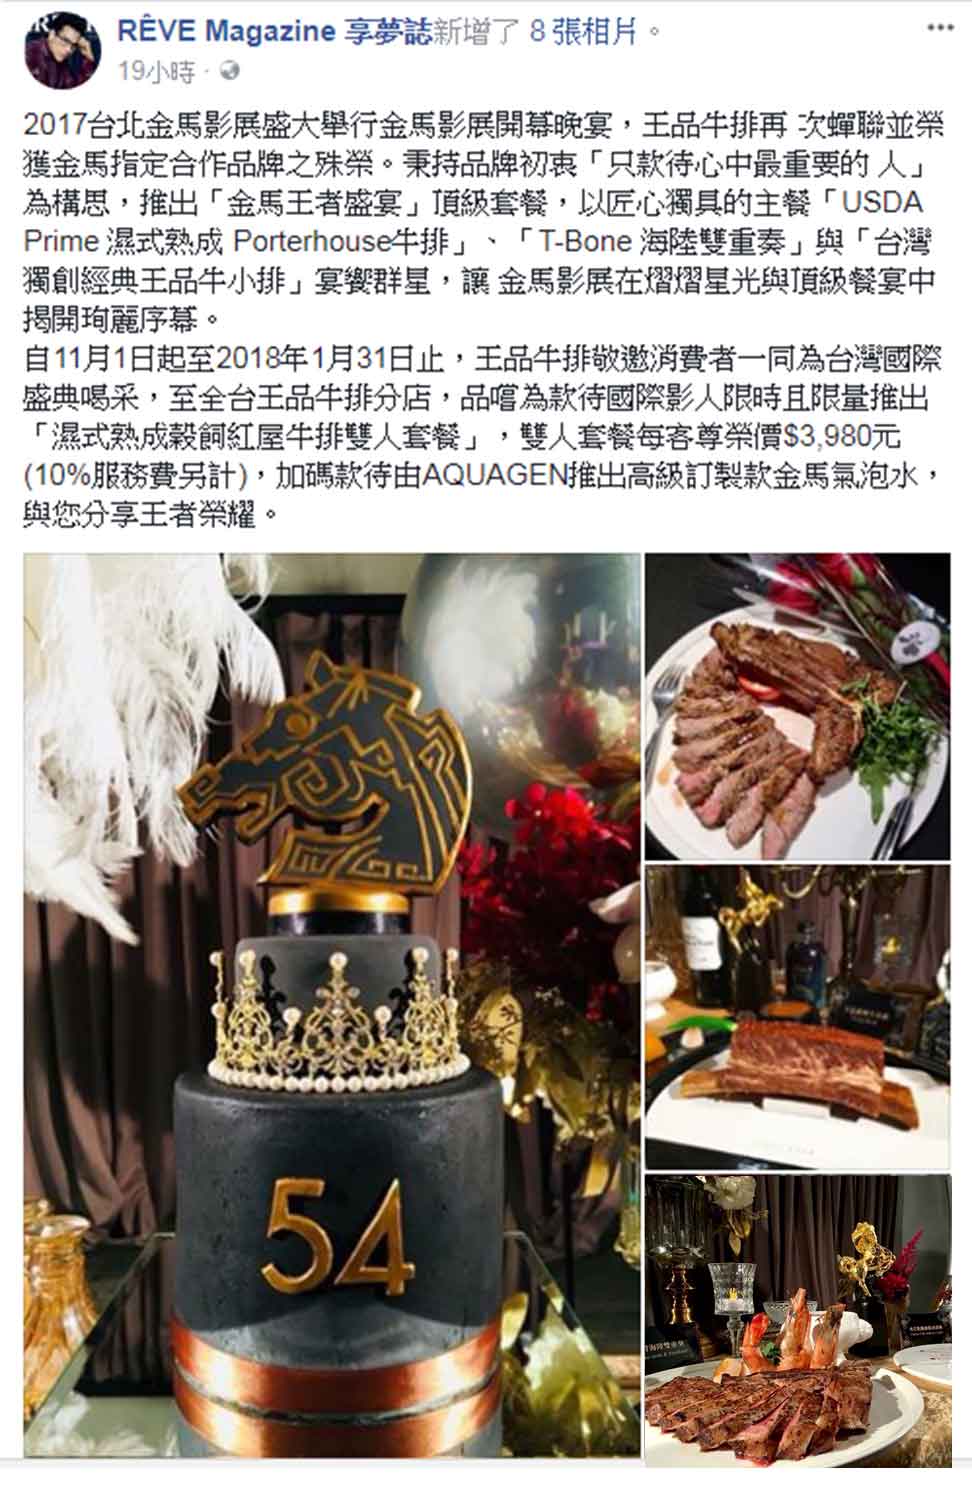 RÊVE Magazine 享夢誌新增了 8 張相片。
19小時 ·
2017台北金馬影展盛大舉行金馬影展開幕晚宴，王品牛排再 次蟬聯並榮
獲金馬指定合作品牌之殊榮。秉持品牌初衷「只款待心中最重要的 人」
為構思，推出「金馬王者盛宴」頂級套餐，以匠心獨具的主餐「USDA
Prime 濕式熟成 Porterhouse牛排」、「T-Bone 海陸雙重奏」與「台灣
獨創經典王品牛小排」宴饗群星，讓 金馬影展在熠熠星光與頂級餐宴中
揭開珣麗序幕。
自11月1日起至2018年1月31日止，王品牛排敬邀消費者一同為台灣國際
盛典喝采，至全台王品牛排分店，品嚐為款待國際影人限時且限量推出
「濕式熟成穀飼紅屋牛排雙人套餐」，雙人套餐每客尊榮價$3,980元
(10%服務費另計)，加碼款待由AQUAGEN推出高級訂製款金馬氣泡水，
與您分享王者榮耀。
54
海陸雙重奏